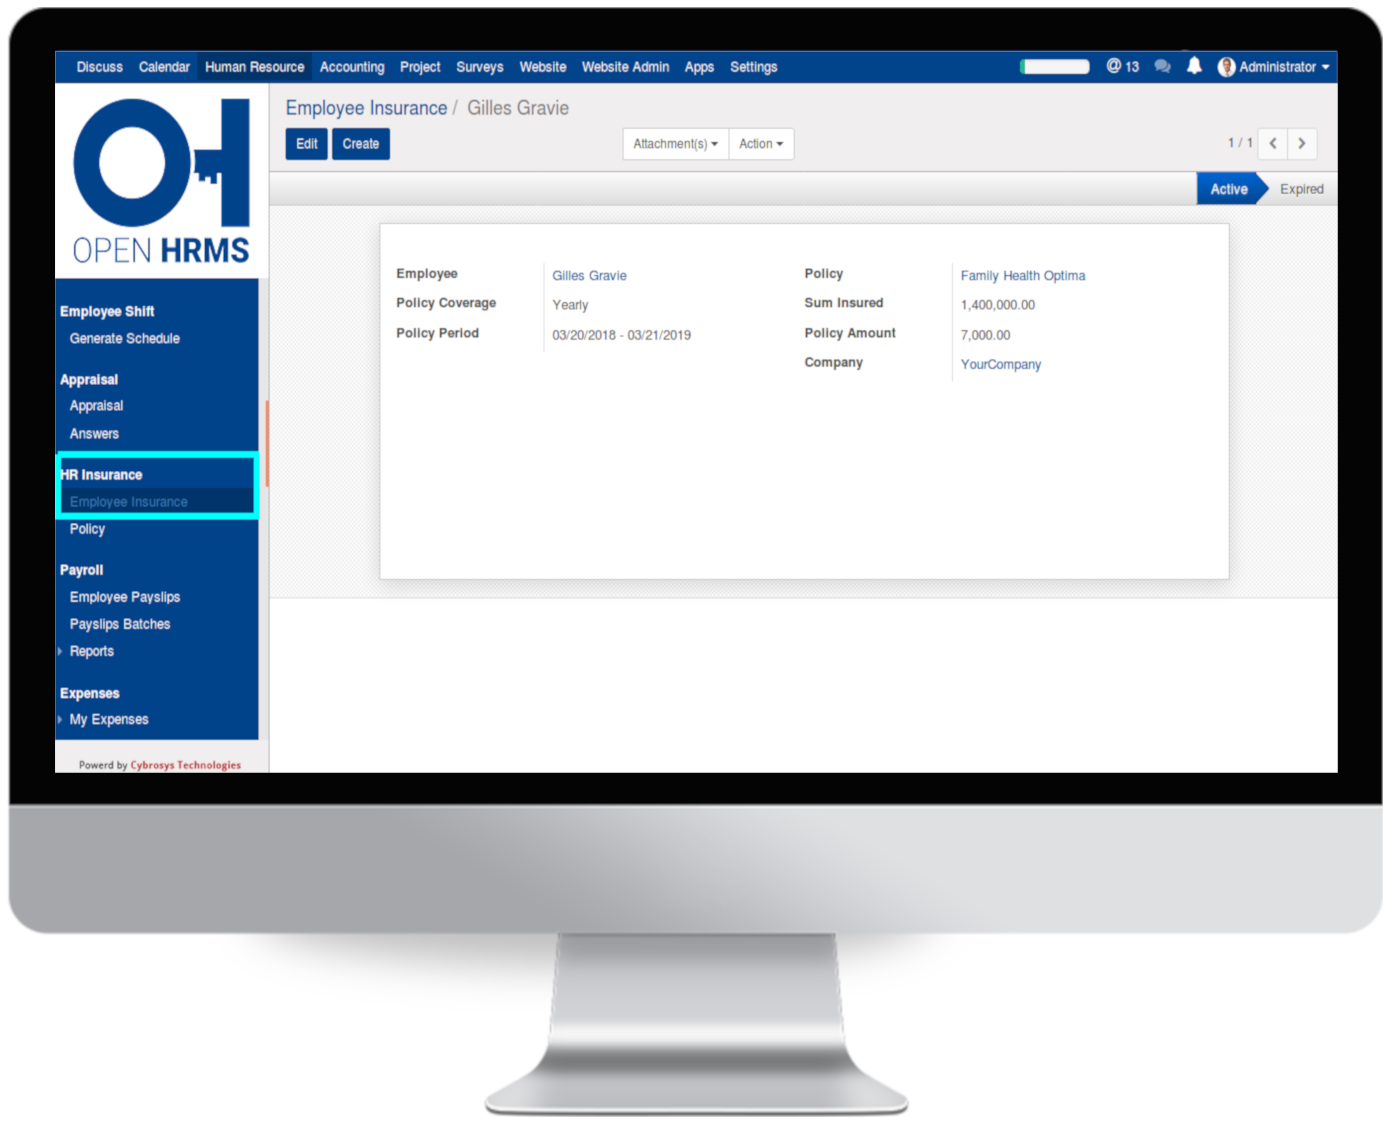 Discuss Calendar Human Resource Accounting Project Surveys Website Website Admin Apps Settings @ 13 Administrator
OPEN HRMS
Employee Insurance / Gilles Gravie
Edit Create Attachment(s) Action 1 / 1
Active Expired
Employee Gilles Gravie Policy Family Health Optima
Policy Coverage Yearly Sum Insured 1,400,000.00
Policy Period 03/20/2018 - 03/21/2019 Policy Amount 7,000.00
Company YourCompany
Employee Shift
Generate Schedule
Appraisal
Appraisal
Answers
HR Insurance
Employee Insurance
Policy
Payroll
Employee Payslips
Payslips Batches
Reports
Expenses
My Expenses
Powerd by Cybrosys Technologies